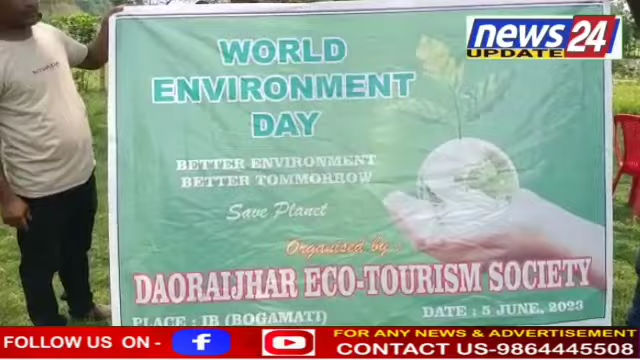 news24
UPDATE
WORLD
ENVIRONMENT
DAY
BETTER ENVIRONMENT
BETTER TOMMORROW
Save Planet
Organised by...
DAORAIJHAR ECO-TOURISM SOCIETY
PLACE : IB (BOGAMATI)
DATE : 5 JUNE, 2023
FOLLOW US ON -
FOR ANY NEWS & ADVERTISEMENT
CONTACT US-9864445508